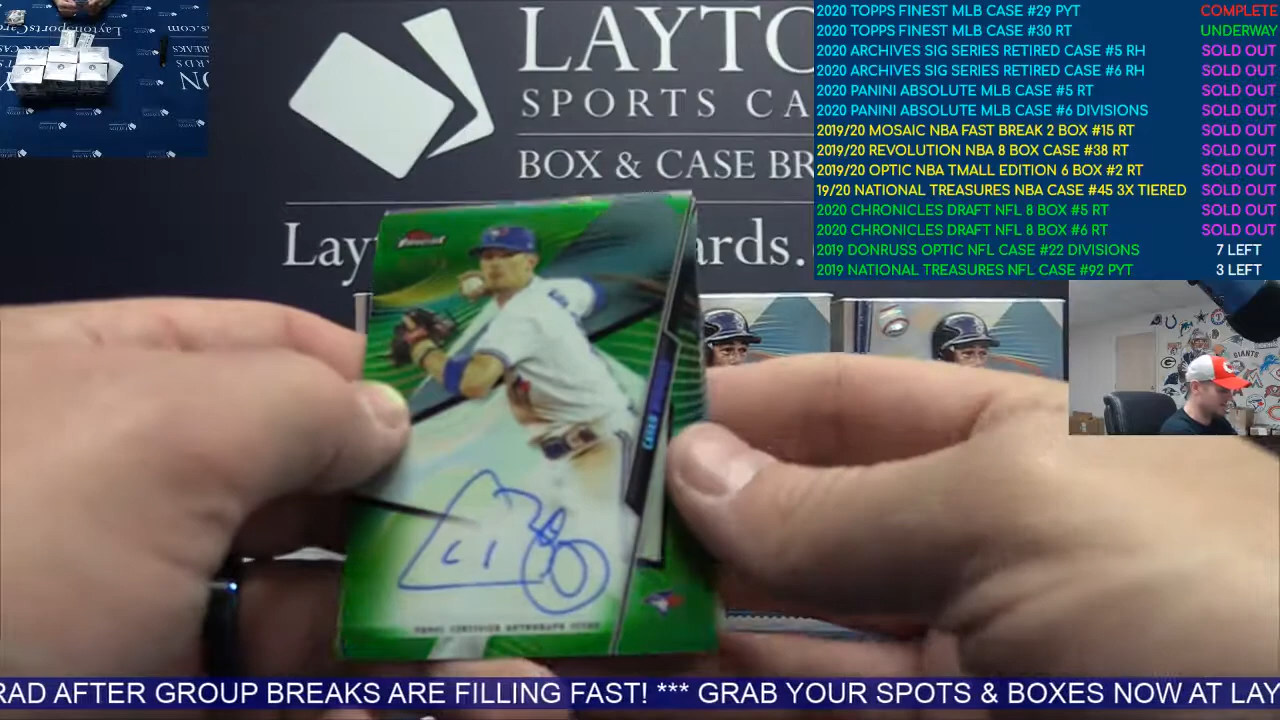 LaytonSportsCards
2020 TOPPS FINEST MLB CASE #29 PYT COMPLETE
2020 TOPPS FINEST MLB CASE #30 RT UNDERWAY
2020 ARCHIVES SIG SERIES RETIRED CASE #5 RH SOLD OUT
2020 ARCHIVES SIG SERIES RETIRED CASE #6 RH SOLD OUT
2020 PANINI ABSOLUTE MLB CASE #5 RT SOLD OUT
2020 PANINI ABSOLUTE MLB CASE #6 DIVISIONS SOLD OUT
2019/20 MOSAIC NBA FAST BREAK 2 BOX #15 RT SOLD OUT
2019/20 REVOLUTION NBA 8 BOX CASE #38 RT SOLD OUT
2019/20 OPTIC NBA TMALL EDITION 6 BOX #2 RT SOLD OUT
19/20 NATIONAL TREASURES NBA CASE #45 3X TIERED SOLD OUT
2020 CHRONICLES DRAFT NFL 8 BOX #5 RT SOLD OUT
2020 CHRONICLES DRAFT NFL 8 BOX #6 RT SOLD OUT
2019 DONRUSS OPTIC NFL CASE #22 DIVISIONS 7 LEFT
2019 NATIONAL TREASURES NFL CASE #92 PYT 3 LEFT
LAYTO
SPORTS CA
BOX & CASE BR
Layt
ards.
Finest
CAVAN
TOPPS CERTIFIED AUTOGRAPH ISSUE
GIANTS
RAD AFTER GROUP BREAKS ARE FILLING FAST! *** GRAB YOUR SPOTS & BOXES NOW AT LAY